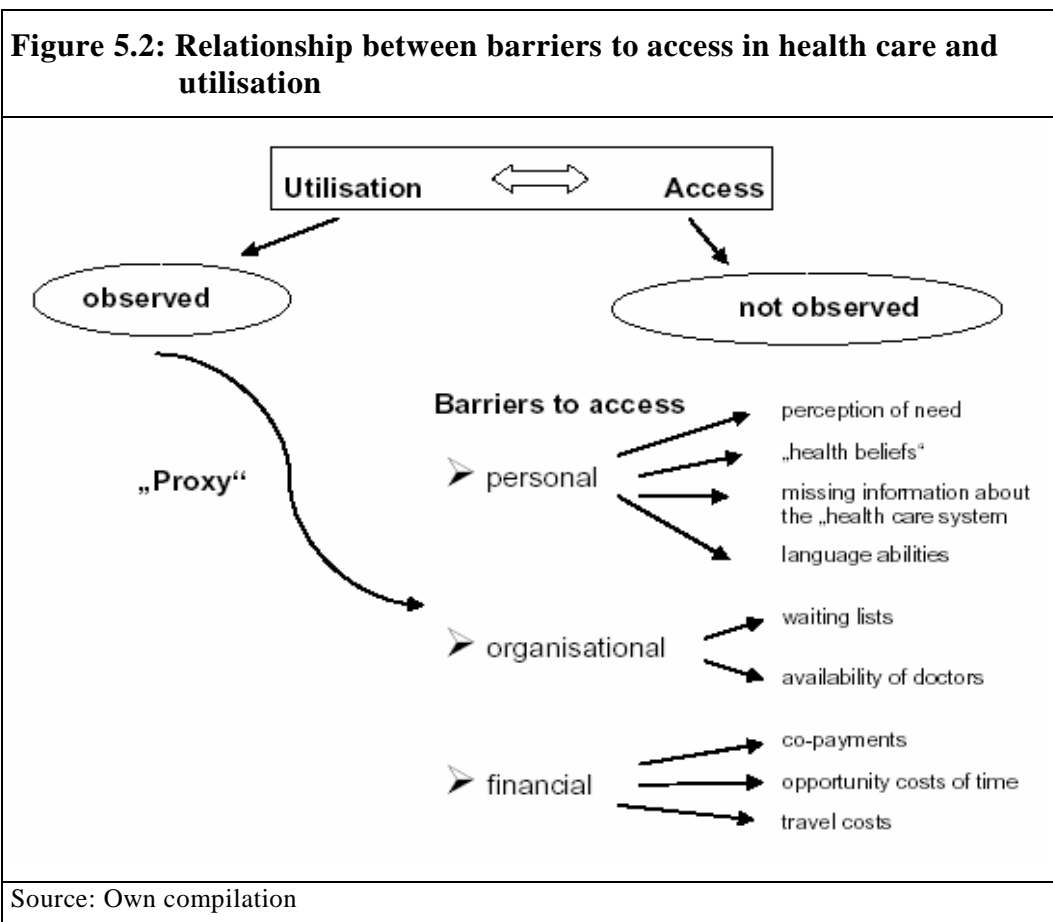 Figure 5.2: Relationship between barriers to access in health care and
utilisation
Utilisation Access
observed
not observed
Barriers to access
„Proxy“
personal
perception of need
„health beliefs“
missing information about
the „health care system
language abilities
organisational
waiting lists
availability of doctors
financial
co-payments
opportunity costs of time
travel costs
Source: Own compilation